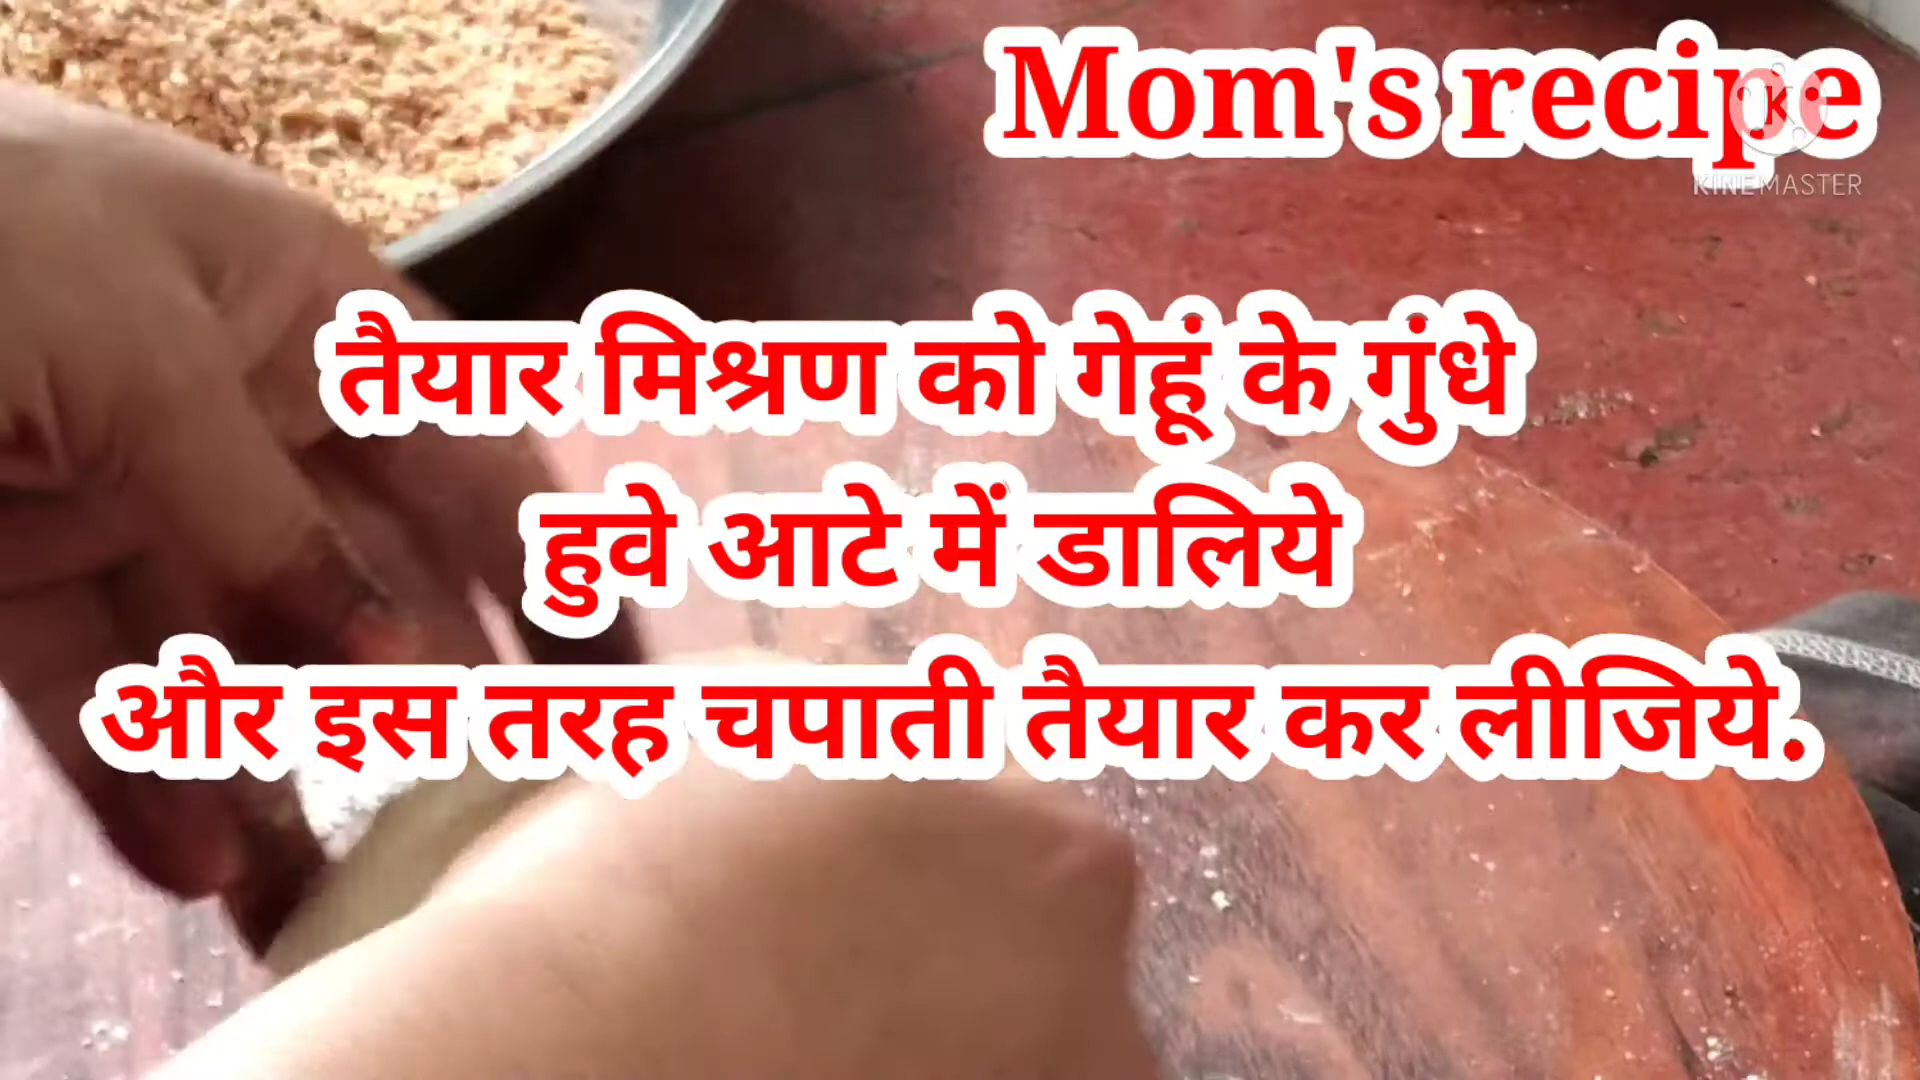 Mom's recipe
KINEMASTER
तैयार मिश्रण को गेहूं के गुंधे
हुवे आटे में डालिये
और इस तरह चपाती तैयार कर लीजिये.